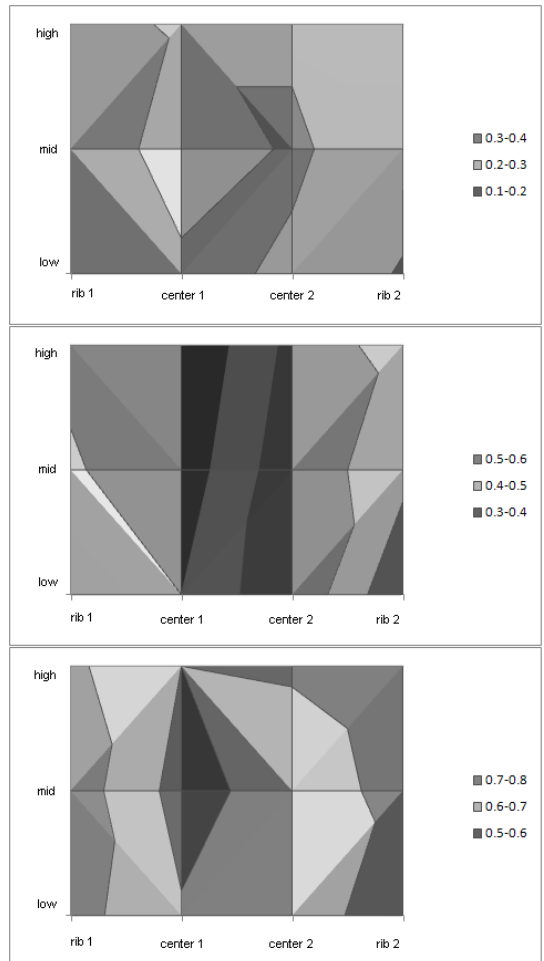 high
mid
low
rib 1 center 1 center 2 rib 2
0.3-0.4
0.2-0.3
0.1-0.2
high
mid
low
rib 1 center 1 center 2 rib 2
0.5-0.6
0.4-0.5
0.3-0.4
high
mid
low
rib 1 center 1 center 2 rib 2
0.7-0.8
0.6-0.7
0.5-0.6